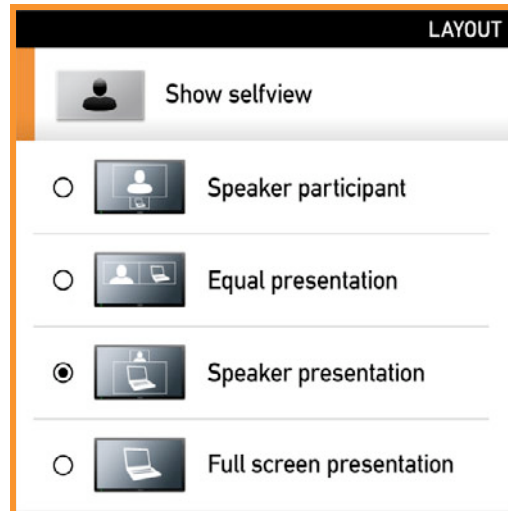 LAYOUT
Show selfview
Speaker participant
Equal presentation
Speaker presentation
Full screen presentation